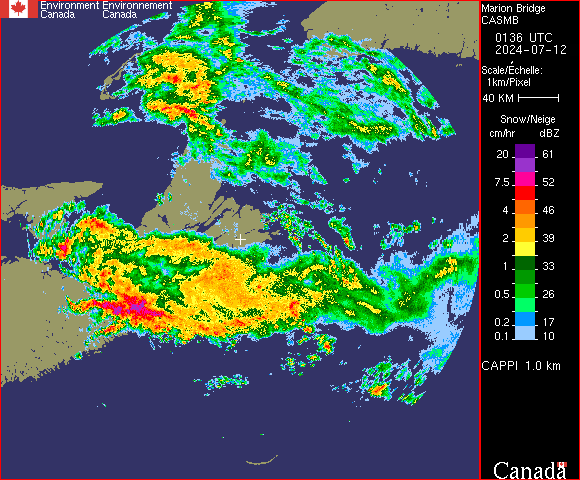 Environment Environnement
Canada Canada
Marion Bridge
CASMB
0136 UTC
2024-07-12
Scale/Echelle:
1km/Pixel
40 KM
Snow/Neige
cm/hr dBZ
20 61
7.5 52
4 46
2 39
1 33
0.5 26
0.2 17
0.1 10
CAPPI 1.0 km
Canada